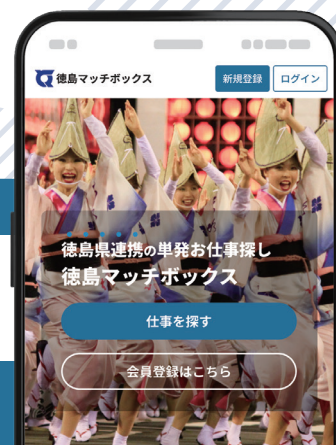 徳島マッチボックス
新規登録
ログイン
徳島県連携の単発お仕事探し
徳島マッチボックス
仕事を探す
会員登録はこちら